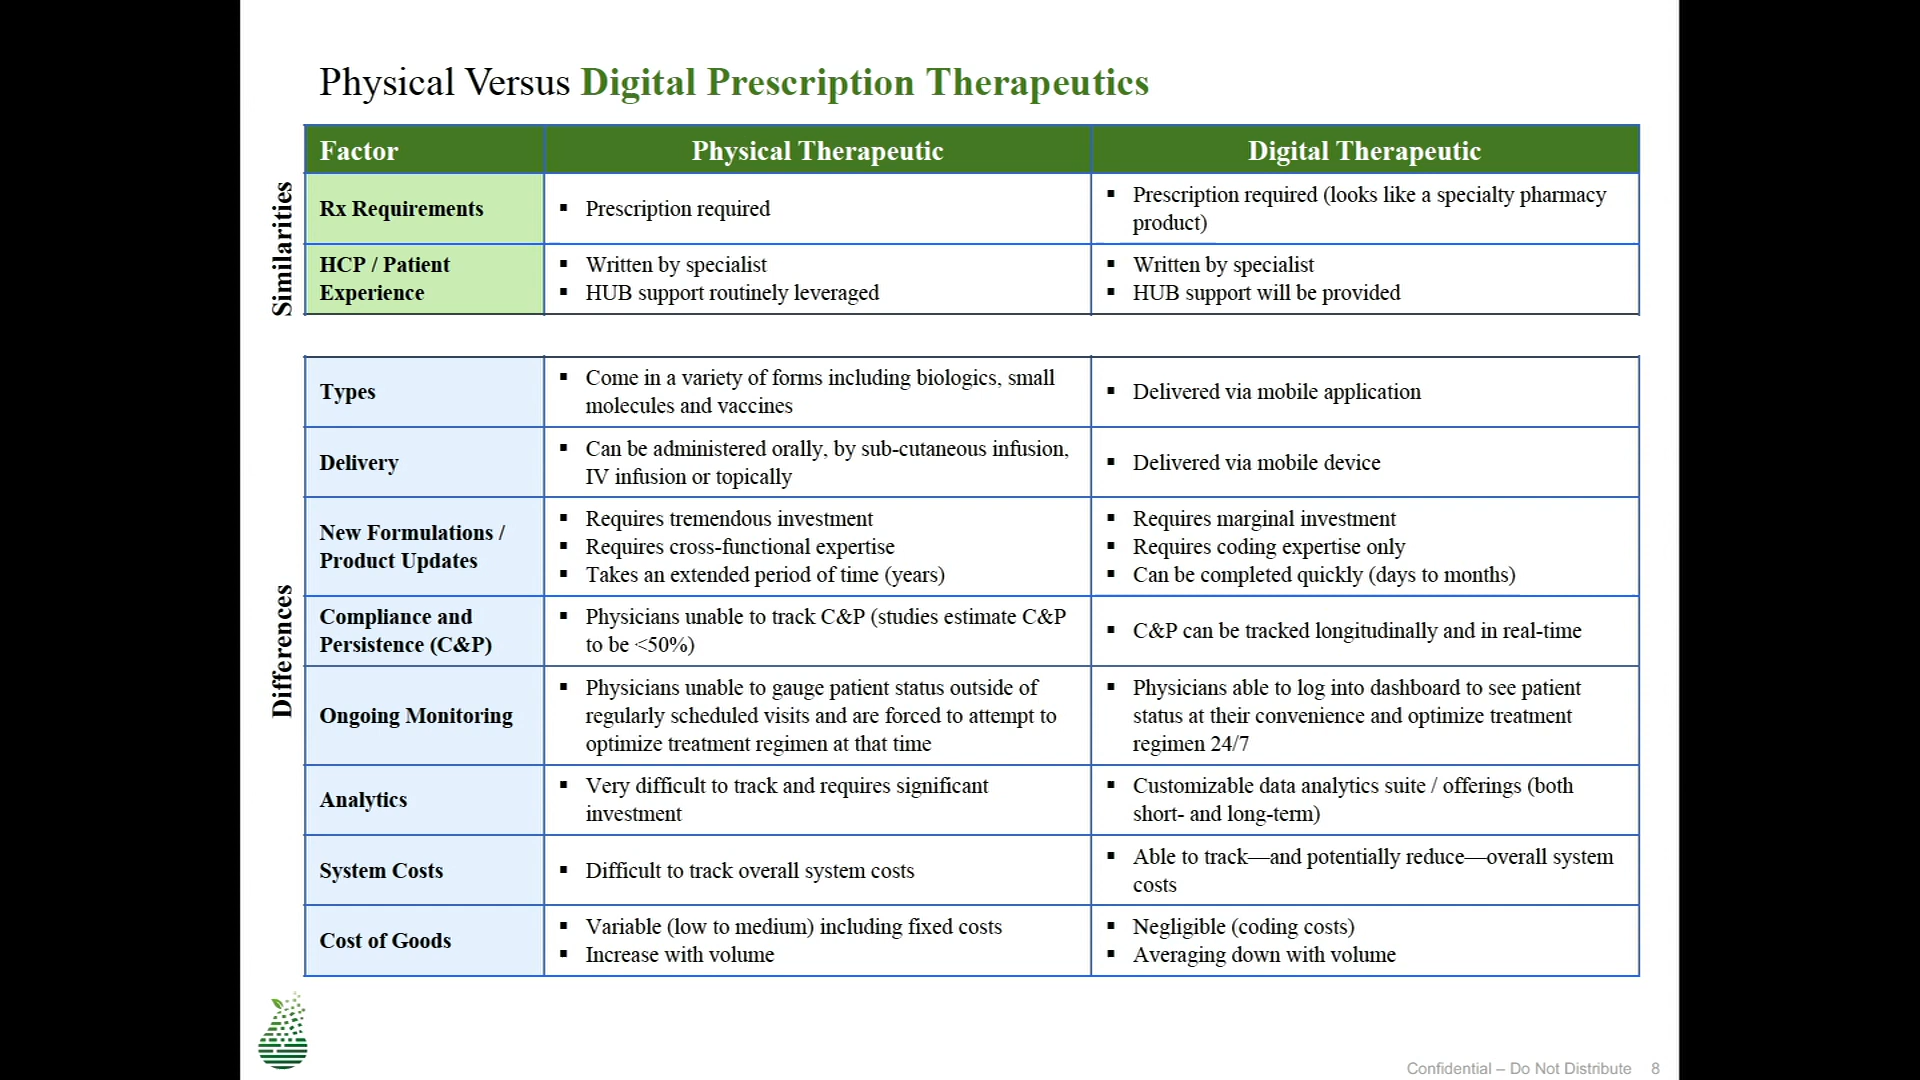 Physical Versus Digital Prescription Therapeutics
Factor
Physical Therapeutic
Digital Therapeutic
Similarities
Rx Requirements
▪ Prescription required
▪ Prescription required (looks like a specialty pharmacy
product)
HCP / Patient
Experience
▪ Written by specialist
▪ HUB support routinely leveraged
▪ Written by specialist
▪ HUB support will be provided
Differences
Types
▪ Come in a variety of forms including biologics, small
molecules and vaccines
▪ Delivered via mobile application
Delivery
▪ Can be administered orally, by sub-cutaneous infusion,
IV infusion or topically
▪ Delivered via mobile device
New Formulations /
Product Updates
▪ Requires tremendous investment
▪ Requires cross-functional expertise
▪ Takes an extended period of time (years)
▪ Requires marginal investment
▪ Requires coding expertise only
▪ Can be completed quickly (days to months)
Compliance and
Persistence (C&P)
▪ Physicians unable to track C&P (studies estimate C&P
to be <50%)
▪ C&P can be tracked longitudinally and in real-time
Ongoing Monitoring
▪ Physicians unable to gauge patient status outside of
regularly scheduled visits and are forced to attempt to
optimize treatment regimen at that time
▪ Physicians able to log into dashboard to see patient
status at their convenience and optimize treatment
regimen 24/7
Analytics
▪ Very difficult to track and requires significant
investment
▪ Customizable data analytics suite / offerings (both
short- and long-term)
System Costs
▪ Difficult to track overall system costs
▪ Able to track—and potentially reduce—overall system
costs
Cost of Goods
▪ Variable (low to medium) including fixed costs
▪ Increase with volume
▪ Negligible (coding costs)
▪ Averaging down with volume
Confidential – Do Not Distribute 8